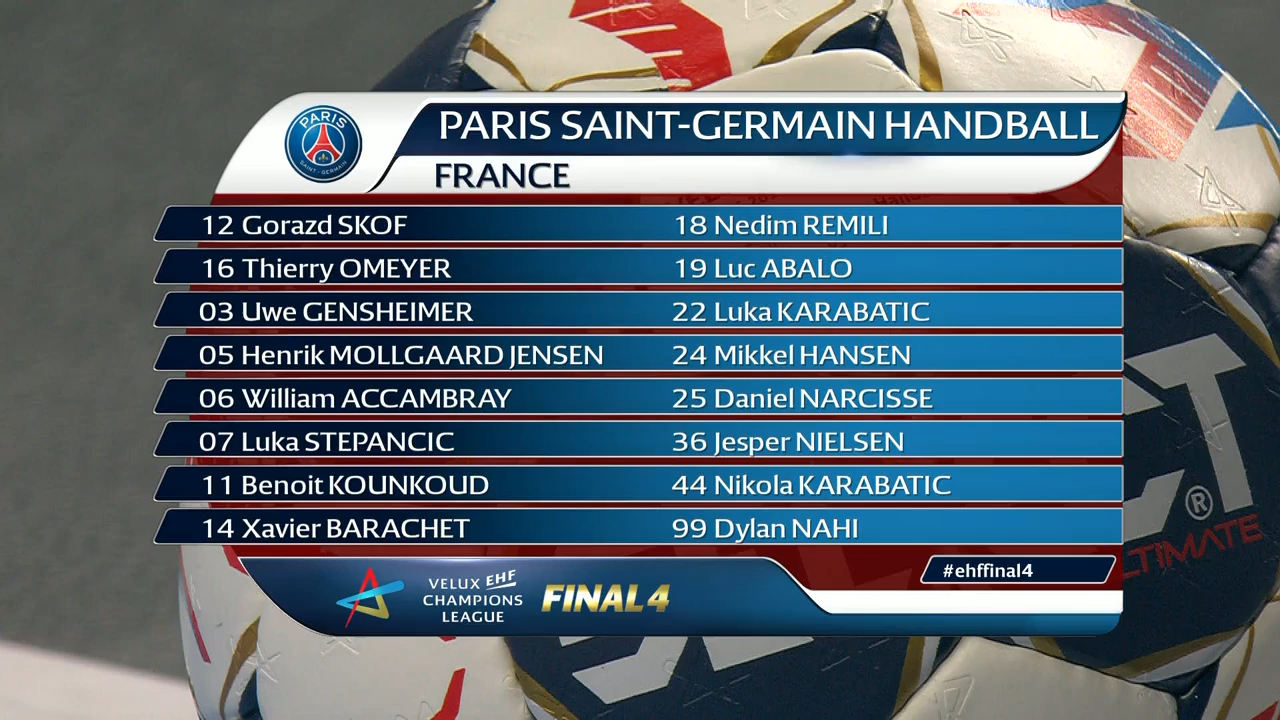 PARIS
SAINT-GERMAIN
PARIS SAINT-GERMAIN HANDBALL
FRANCE
12 Gorazd SKOF
18 Nedim REMILI
16 Thierry OMEYER
19 Luc ABALO
03 Uwe GENSHEIMER
22 Luka KARABATIC
05 Henrik MOLLGAARD JENSEN
24 Mikkel HANSEN
06 William ACCAMBRAY
25 Daniel NARCISSE
07 Luka STEPANCIC
36 Jesper NIELSEN
11 Benoit KOUNKOUD
44 Nikola KARABATIC
14 Xavier BARACHET
99 Dylan NAHI
#ehffinal4
VELUX EHF
CHAMPIONS
LEAGUE
FINAL4